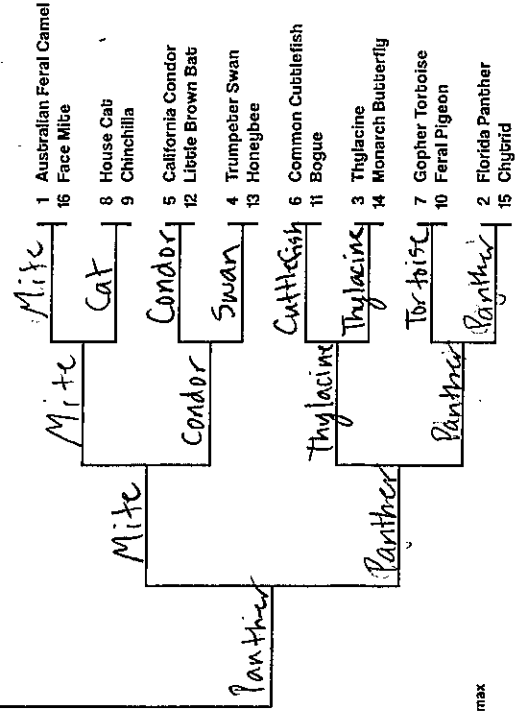 1 Australian Feral Camel
16 Face Mite
8 House Cat
9 Chinchilla
5 California Condor
12 Little Brown Bat
4 Trumpeter Swan
13 Honeybee
6 Common Cuttlefish
11 Bogue
3 Thylacine
14 Monarch Butterfly
7 Gopher Tortoise
10 Feral Pigeon
2 Florida Panther
15 Chytrid
Mite
Cat
Condor
Swan
Cuttlefish
Thylacine
Tortoise
Panther
Mite
Condor
Thylacine
Panther
Mite
Panther
Panther
max